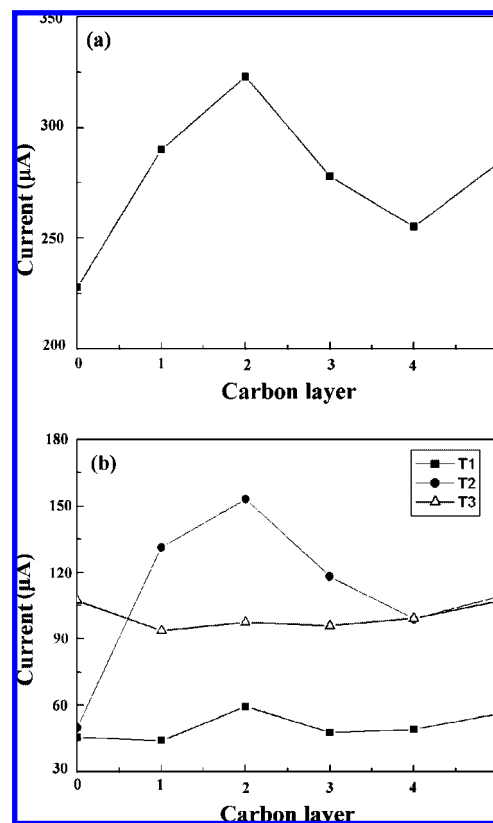 350
(a)
300
250
200
Current (μA)
0 1 2 3 4
Carbon layer
180
(b)
T1
T2
T3
150
120
90
60
30
Current (μA)
0 1 2 3 4
Carbon layer